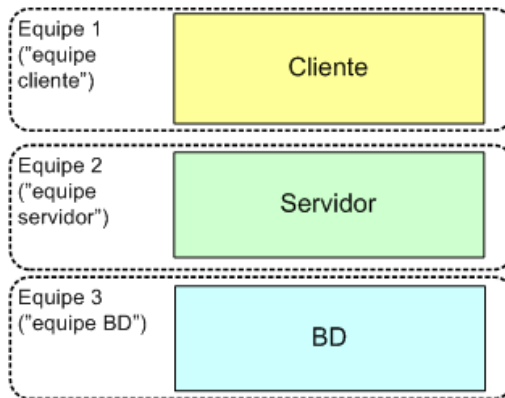 Equipe 1
("equipe
cliente")
Cliente
Equipe 2
("equipe
servidor")
Servidor
Equipe 3
("equipe BD")
BD